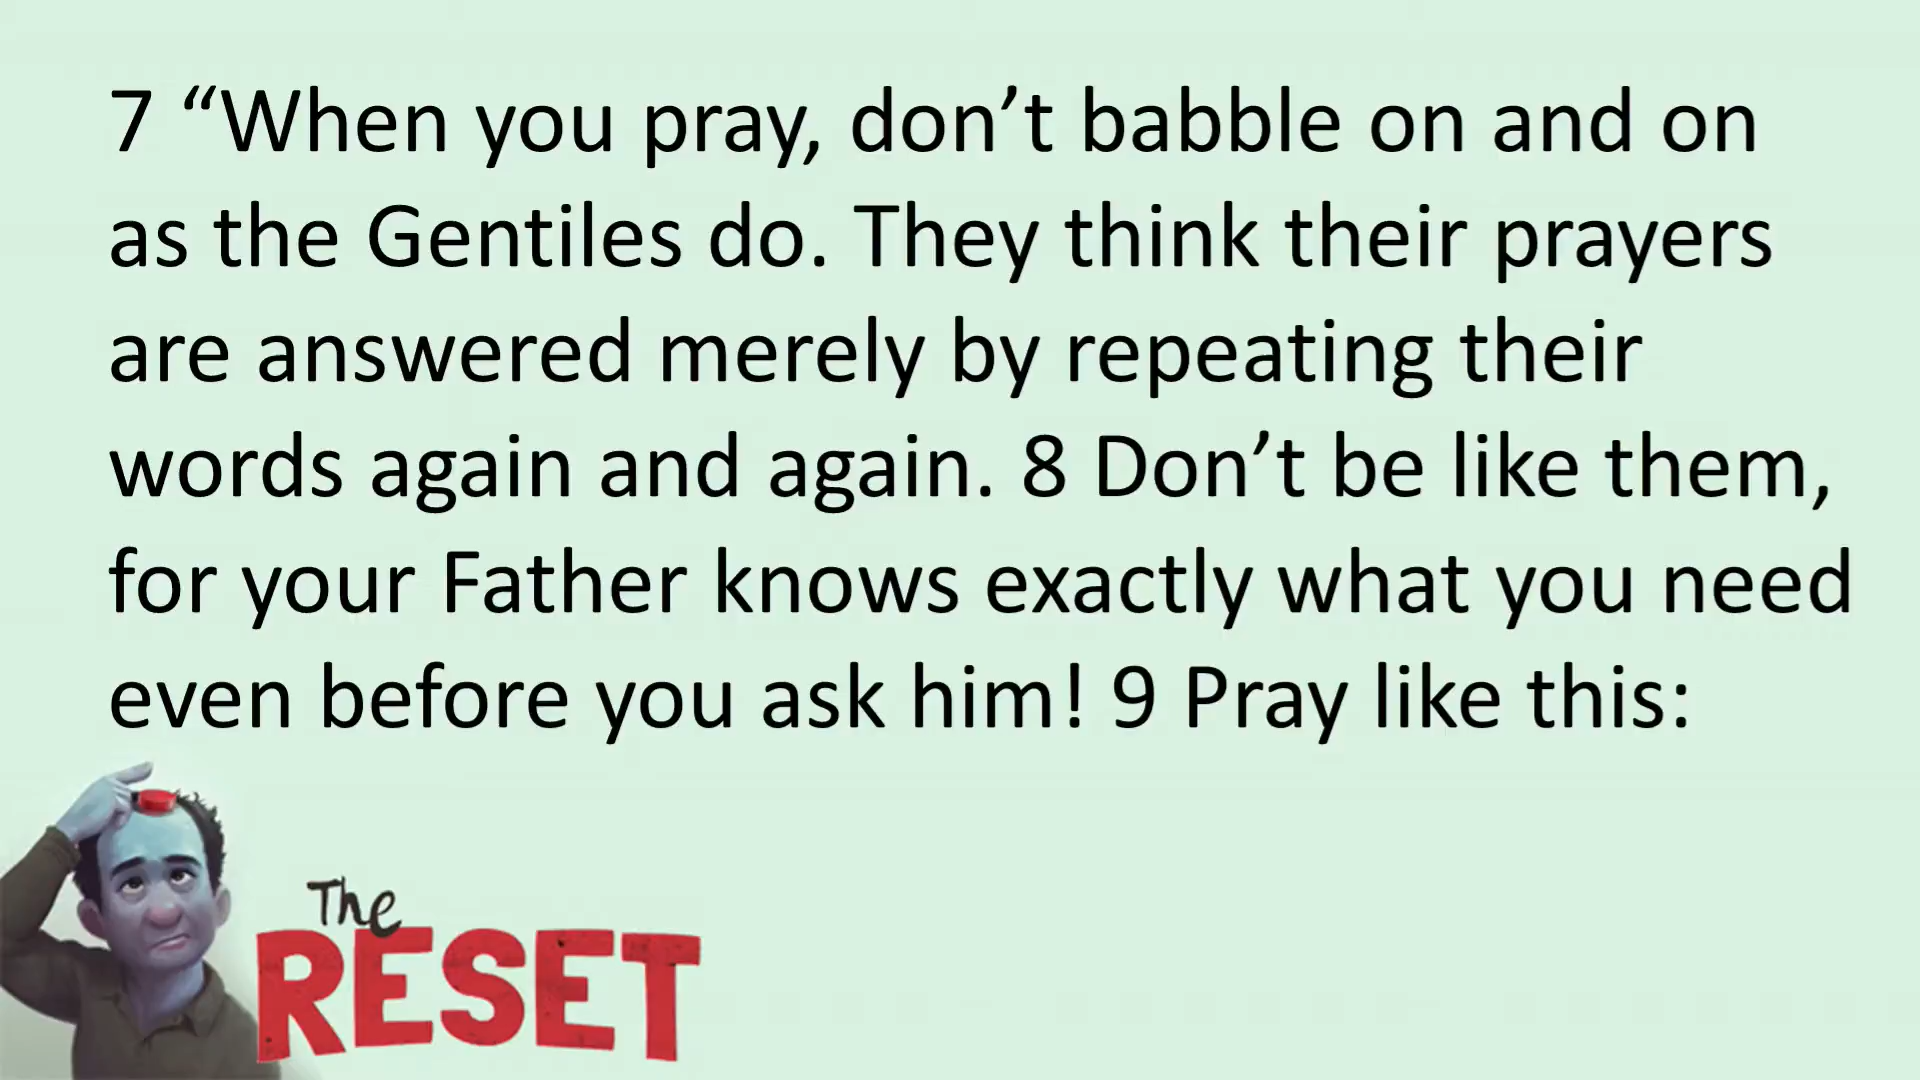 7 “When you pray, don’t babble on and on
as the Gentiles do. They think their prayers
are answered merely by repeating their
words again and again. 8 Don’t be like them,
for your Father knows exactly what you need
even before you ask him! 9 Pray like this:
The
RESET